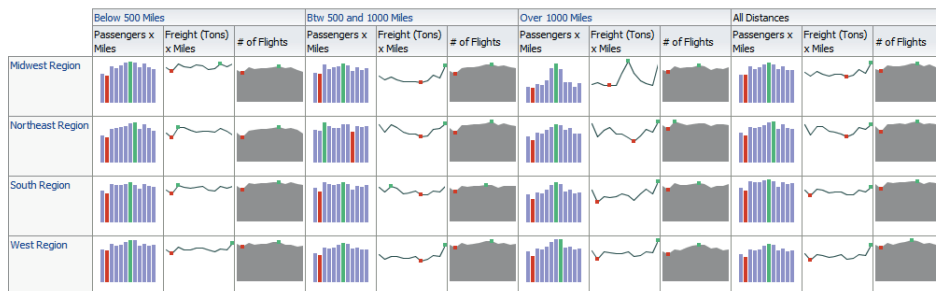 Below 500 Miles Btw 500 and 1000 Miles Over 1000 Miles All Distances
Passengers x Miles Freight (Tons) x Miles # of Flights Passengers x Miles Freight (Tons) x Miles # of Flights Passengers x Miles Freight (Tons) x Miles # of Flights Passengers x Miles Freight (Tons) x Miles # of Flights
Midwest Region
Northeast Region
South Region
West Region